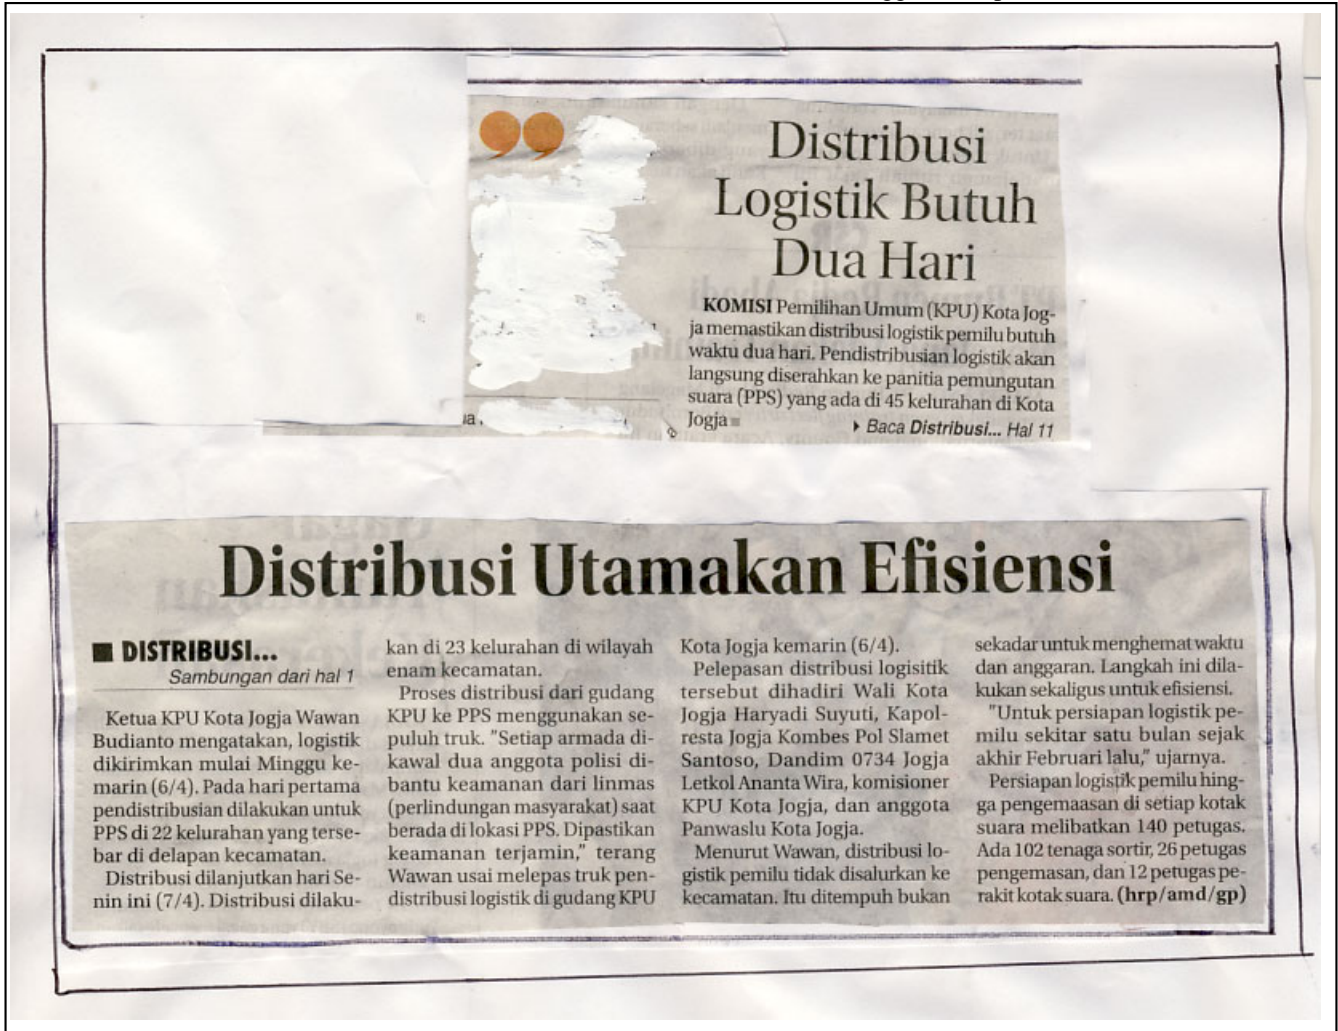 Distribusi
Logistik Butuh
Dua Hari
KOMISI Pemilihan Umum (KPU) Kota Jog-
ja memastikan distribusi logistik pemilu butuh
waktu dua hari. Pendistribusian logistik akan
langsung diserahkan ke panitia pemungutan
suara (PPS) yang ada di 45 kelurahan di Kota
Jogja
Baca Distribusi... Hal 11
Distribusi Utamakan Efisiensi
DISTRIBUSI...
Sambungan dari hal 1
Ketua KPU Kota Jogja Wawan
Budianto mengatakan, logistik
dikirimkan mulai Minggu ke-
marin (6/4). Pada hari pertama
pendistribusian dilakukan untuk
PPS di 22 kelurahan yang terse-
bar di delapan kecamatan.
Distribusi dilanjutkan hari Se-
nin ini (7/4). Distribusi dilaku-
kan di 23 kelurahan di wilayah
enam kecamatan.
Proses distribusi dari gudang
KPU ke PPS menggunakan se-
puluh truk. "Setiap armada di-
kawal dua anggota polisi di-
bantu keamanan dari linmas
(perlindungan masyarakat) saat
berada di lokasi PPS. Dipastikan
keamanan terjamin," terang
Wawan usai melepas truk pen-
distribusi logistik di gudang KPU
Kota Jogja kemarin (6/4).
Pelepasan distribusi logisitik
tersebut dihadiri Wali Kota
Jogja Haryadi Suyuti, Kapol-
resta Jogja Kombes Pol Slamet
Santoso, Dandim 0734 Jogja
Letkol Ananta Wira, komisioner
KPU Kota Jogja, dan anggota
Panwaslu Kota Jogja.
Menurut Wawan, distribusi lo-
gistik pemilu tidak disalurkan ke
kecamatan. Itu ditempuh bukan
sekadar untuk menghemat waktu
dan anggaran. Langkah ini dila-
kukan sekaligus untuk efisiensi.
"Untuk persiapan logistik pe-
milu sekitar satu bulan sejak
akhir Februari lalu," ujarnya.
Persiapan logistik pemilu hing-
ga pengemaasan di setiap kotak
suara melibatkan 140 petugas.
Ada 102 tenaga sortir, 26 petugas
pengemasan, dan 12 petugas pe-
rakit kotak suara. (hrp/amd/gp)